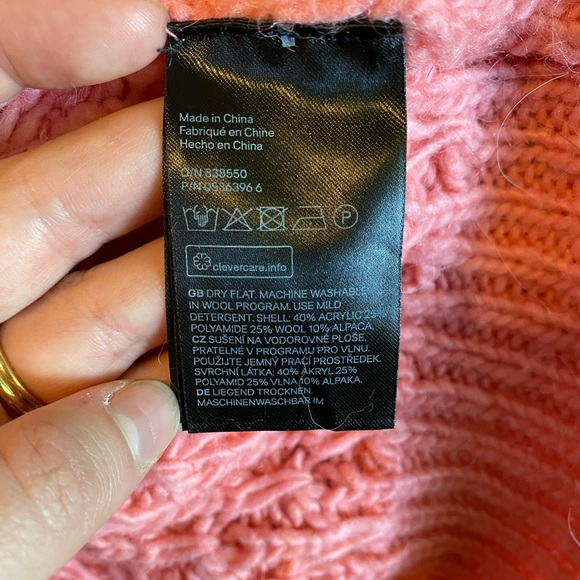 Made in China
Fabriqué en Chine
Hecho en China
O/N 838550
P/N 0536396 6
P
clevercare.info
GB DRY FLAT. MACHINE WASHABLE
IN WOOL PROGRAM. USE MILD
DETERGENT. SHELL: 40% ACRYLIC 25
POLYAMIDE 25% WOOL 10% ALPACA.
CZ SUŠENÍ NA VODOROVNÉ PLOŠE.
PRATELNÉ V PROGRAMU PRO VLNU.
POUŽIJTE JEMNÝ PRACÍ PROSTŘEDEK.
SVRCHNÍ LÁTKA: 40% AKRYL 25%
POLYAMID 25% VLNA 10% ALPAKA.
DE LIEGEND TROCKNEN.
MASCHINENWASCHBAR IM